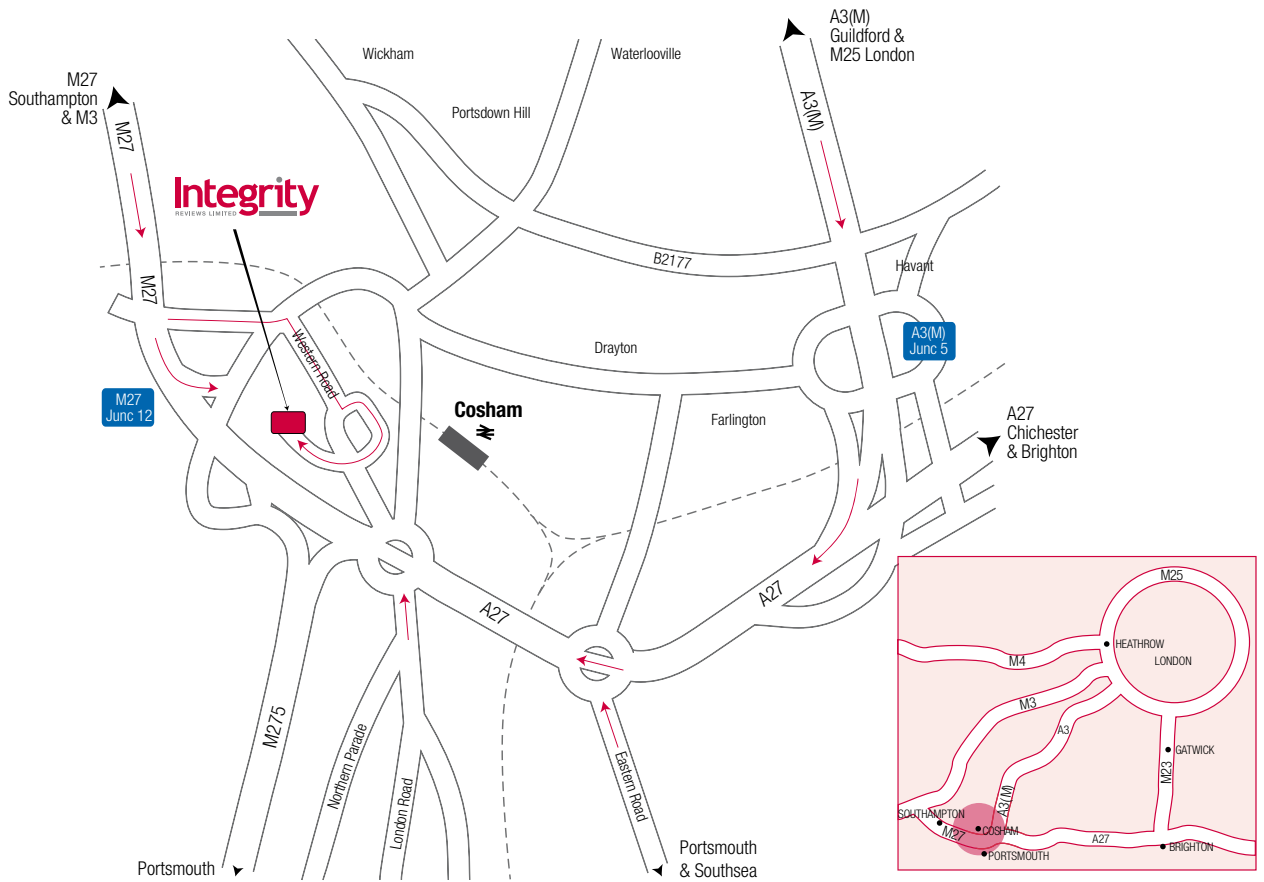 A3(M)
Guildford &
M25 London
Wickham
Waterlooville
M27
Southampton
& M3
Portsdown Hill
A3(M)
M27
Integrity
REVIEWS LIMITED
B2177
Havant
M27
A3(M)
Junc 5
Drayton
Western Road
M27
Junc 12
Cosham
Farlington
A27
Chichester
& Brighton
A27
A27
M275
Northern Parade
London Road
Eastern Road
Portsmouth
Portsmouth
& Southsea
M25
HEATHROW
LONDON
M4
M3
A3
GATWICK
M23
A3(M)
SOUTHAMPTON
M27
COSHAM
A27
BRIGHTON
PORTSMOUTH